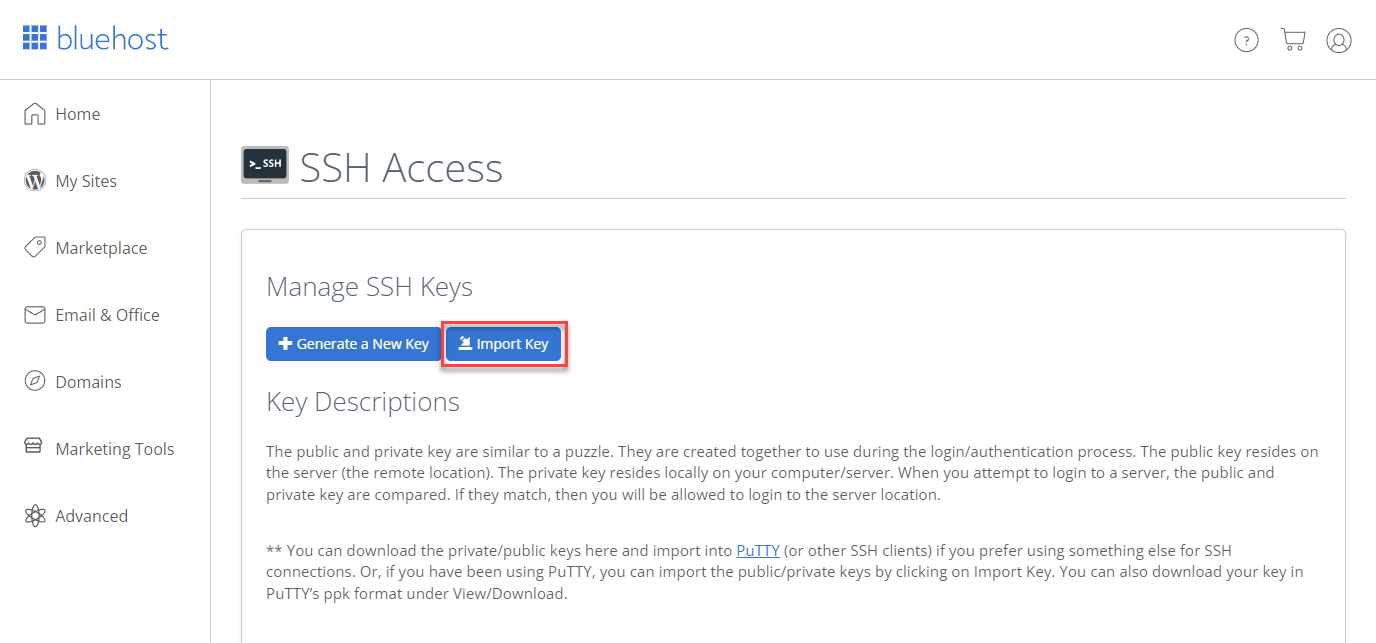 bluehost
?
Home
My Sites
Marketplace
Email & Office
Domains
Marketing Tools
Advanced
>_ SSH
SSH Access
Manage SSH Keys
Generate a New Key
Import Key
Key Descriptions
The public and private key are similar to a puzzle. They are created together to use during the login/authentication process. The public key resides on
the server (the remote location). The private key resides locally on your computer/server. When you attempt to login to a server, the public and
private key are compared. If they match, then you will be allowed to login to the server location.
** You can download the private/public keys here and import into PuTTY (or other SSH clients) if you prefer using something else for SSH
connections. Or, if you have been using PuTTY, you can import the public/private keys by clicking on Import Key. You can also download your key in
PuTTY’s ppk format under View/Download.